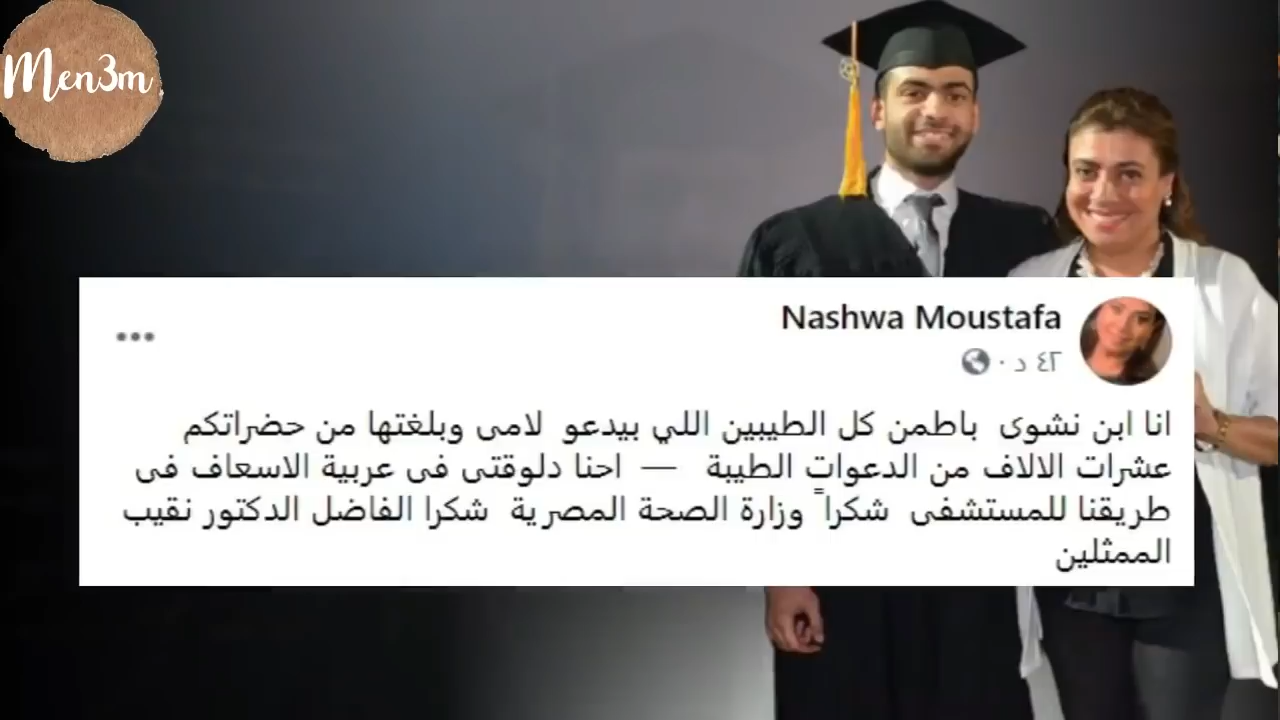 Men3m
Nashwa Moustafa
٤٢ د ·
انا ابن نشوى باطمن كل الطيبين اللي بيدعو لامى وبلغتها من حضراتكم
عشرات الالاف من الدعوات الطيبة — احنا دلوقتى فى عربية الاسعاف فى
طريقنا للمستشفى شكراً وزارة الصحة المصرية شكرا الفاضل الدكتور نقيب
الممثلين